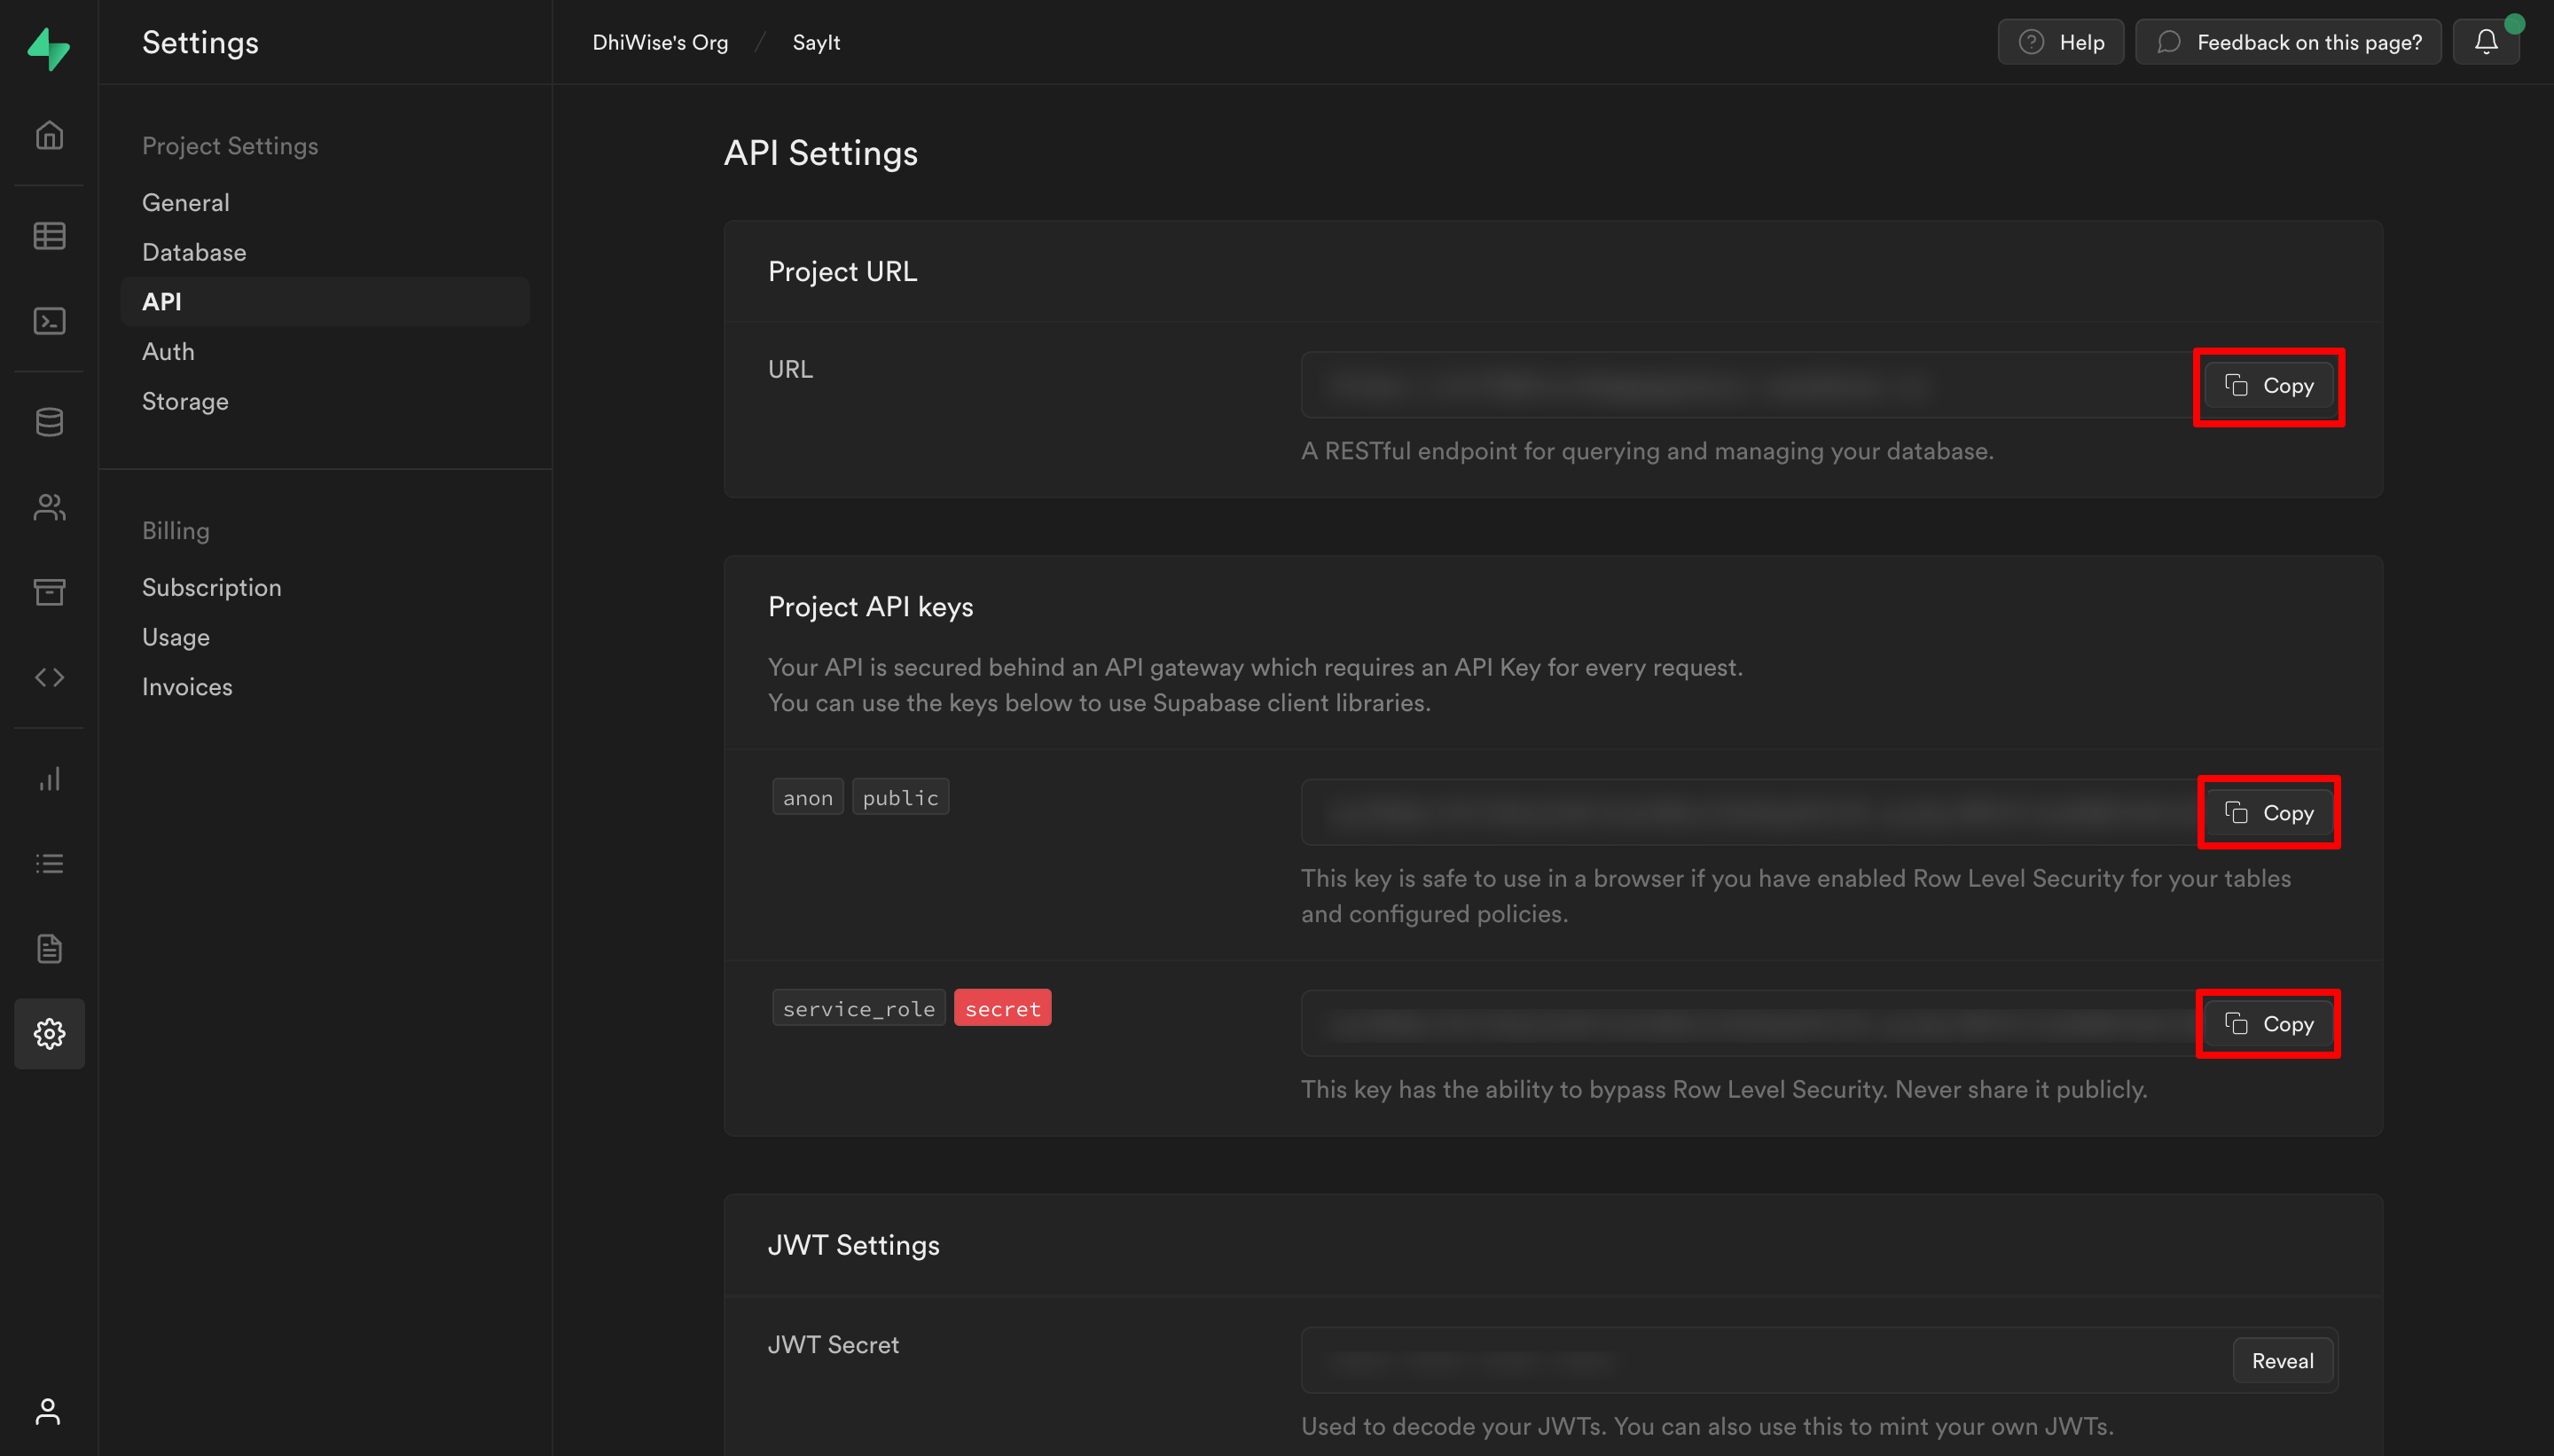 Settings
DhiWise's Org / SayIt
Help
Feedback on this page?
Project Settings
General
Database
API
Auth
Storage
Billing
Subscription
Usage
Invoices
API Settings
Project URL
URL
Copy
A RESTful endpoint for querying and managing your database.
Project API keys
Your API is secured behind an API gateway which requires an API Key for every request.
You can use the keys below to use Supabase client libraries.
anon public
Copy
This key is safe to use in a browser if you have enabled Row Level Security for your tables
and configured policies.
service_role secret
Copy
This key has the ability to bypass Row Level Security. Never share it publicly.
JWT Settings
JWT Secret
Reveal
Used to decode your JWTs. You can also use this to mint your own JWTs.